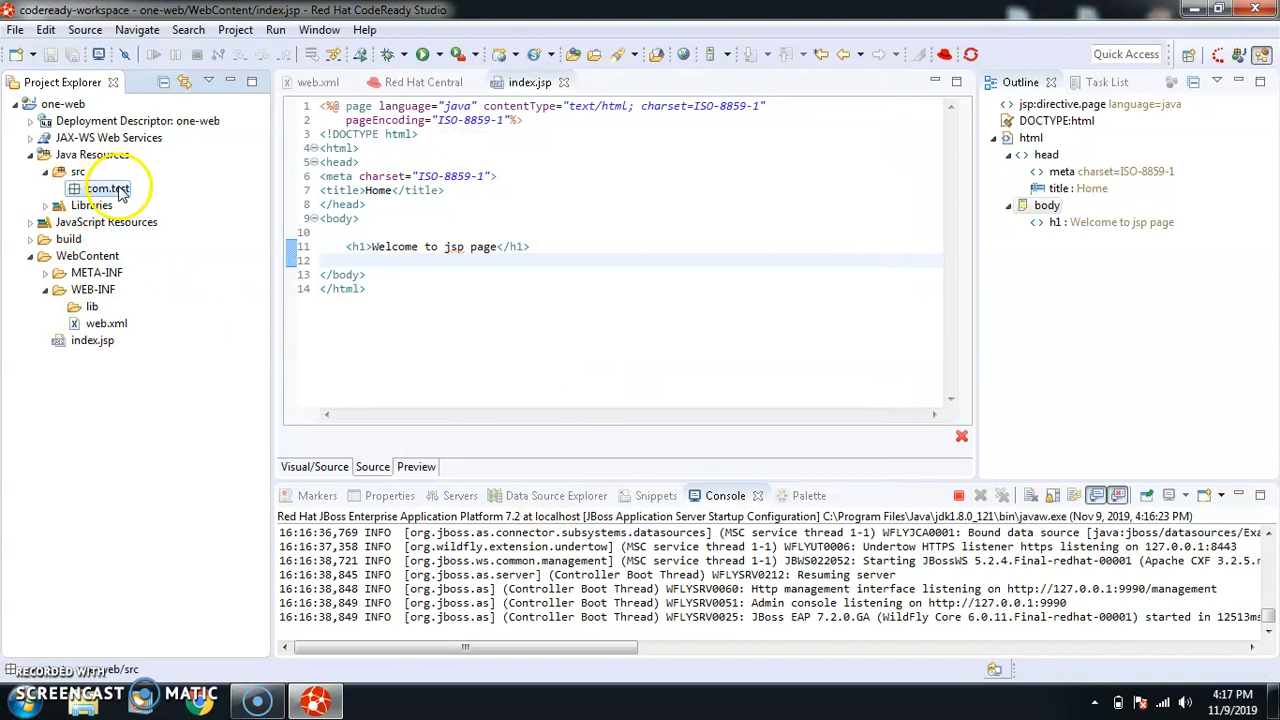 codeready-workspace - one-web/WebContent/index.jsp - Red Hat CodeReady Studio
File Edit Source Navigate Search Project Run Window Help
Quick Access
Project Explorer
web.xml
Red Hat Central
index.jsp
Outline
Task List
one-web
Deployment Descriptor: one-web
JAX-WS Web Services
Java Resources
src
com.test
Libraries
JavaScript Resources
build
WebContent
META-INF
WEB-INF
lib
web.xml
index.jsp
1 <%@ page language="java" contentType="text/html; charset=ISO-8859-1"
2 pageEncoding="ISO-8859-1"%>
3 <!DOCTYPE html>
4 <html>
5 <head>
6 <meta charset="ISO-8859-1">
7 <title>Home</title>
8 </head>
9 <body>
10
11 <h1>Welcome to jsp page</h1>
12
13 </body>
14 </html>
jsp:directive.page language=java
DOCTYPE:html
html
head
meta charset=ISO-8859-1
title : Home
body
h1 : Welcome to jsp page
Visual/Source Source Preview
Properties Servers Data Source Explorer Snippets Console Palette
Red Hat JBoss Enterprise Application Platform 7.2 at localhost [JBoss Application Server Startup Configuration] C:\Program Files\Java\jdk1.8.0_121\bin\javaw.exe (Nov 9, 2019, 4:16:23 PM)
16:16:36,769 INFO [org.jboss.as.connector.subsystems.datasources] (MSC service thread 1-1) WFLYJCA0001: Bound data source [java:jboss/datasources/Exa
16:16:37,358 INFO [org.wildfly.extension.undertow] (MSC service thread 1-1) WFLYUT0006: Undertow HTTPS listener https listening on 127.0.0.1:8443
16:16:38,721 INFO [org.jboss.ws.common.management] (MSC service thread 1-1) JBWS022052: Starting JBossWS 5.2.4.Final-redhat-00001 (Apache CXF 3.2.5.r
16:16:38,845 INFO [org.jboss.as.server] (Controller Boot Thread) WFLYSRV0212: Resuming server
16:16:38,848 INFO [org.jboss.as] (Controller Boot Thread) WFLYSRV0060: Http management interface listening on http://127.0.0.1:9990/management
16:16:38,849 INFO [org.jboss.as] (Controller Boot Thread) WFLYSRV0051: Admin console listening on http://127.0.0.1:9990
16:16:38,849 INFO [org.jboss.as] (Controller Boot Thread) WFLYSRV0025: JBoss EAP 7.2.0.GA (WildFly Core 6.0.11.Final-redhat-00001) started in 12513ms
RECORDED WITH
SCREENCAST MATIC
4:17 PM
11/9/2019